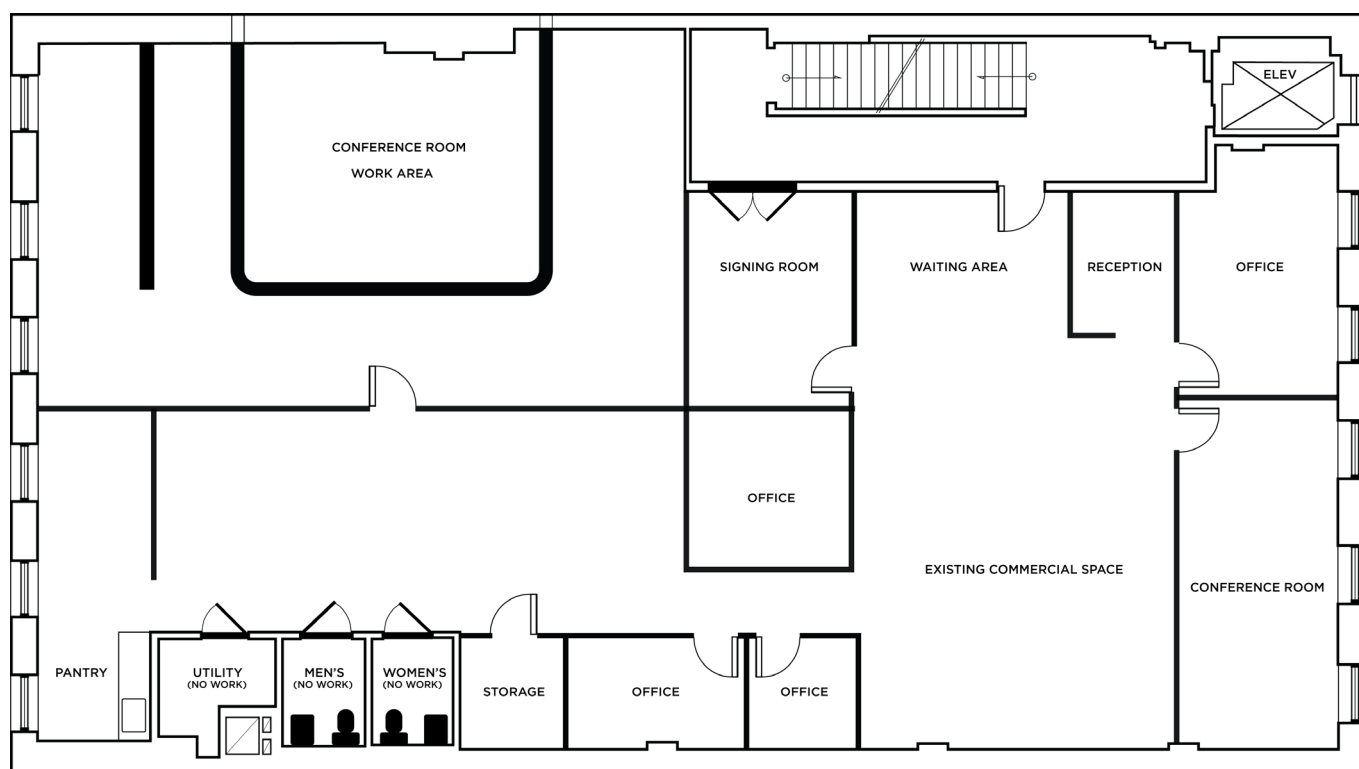 ELEV
CONFERENCE ROOM
WORK AREA
SIGNING ROOM
WAITING AREA
RECEPTION
OFFICE
OFFICE
EXISTING COMMERCIAL SPACE
CONFERENCE ROOM
PANTRY
UTILITY
(NO WORK)
MEN'S
(NO WORK)
WOMEN'S
(NO WORK)
STORAGE
OFFICE
OFFICE